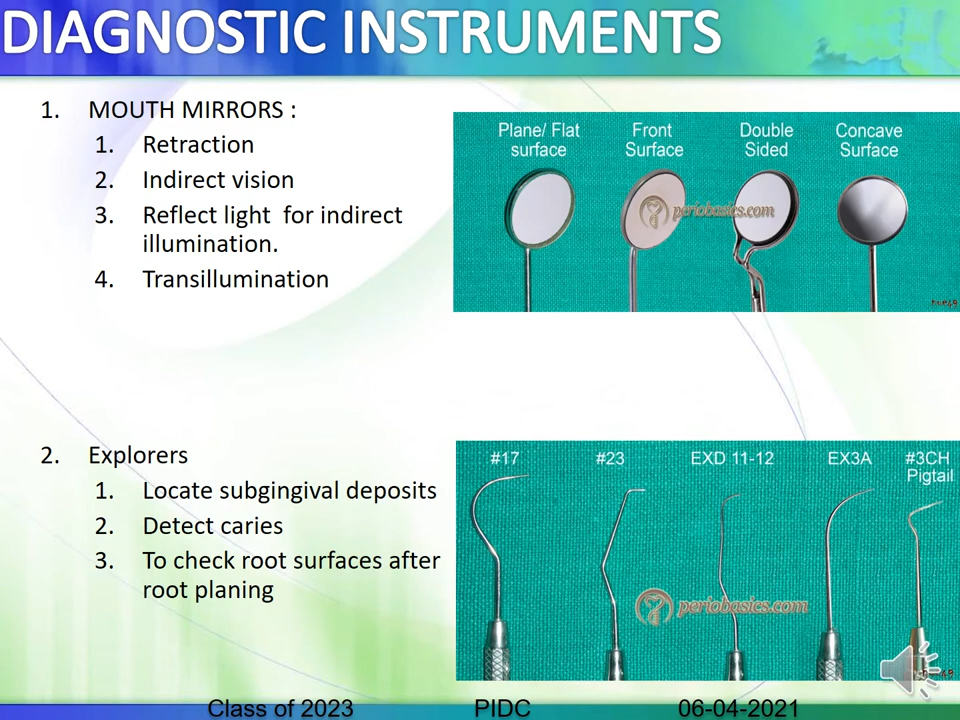 DIAGNOSTIC INSTRUMENTS
1. MOUTH MIRRORS :
1. Retraction
2. Indirect vision
3. Reflect light for indirect
illumination.
4. Transillumination
Plane/ Flat
surface
Front
Surface
Double
Sided
Concave
Surface
periobasics.com
2. Explorers
1. Locate subgingival deposits
2. Detect caries
3. To check root surfaces after
root planing
#17
#23
EXD 11-12
EX3A
#3CH
Pigtail
periobasics.com
Class of 2023 PIDC 06-04-2021